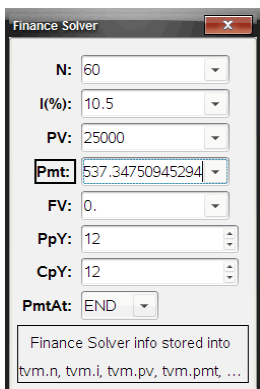 Finance Solver
N: 60
I(%): 10.5
PV: 25000
Pmt: 537.34750945294
FV: 0.
PpY: 12
CpY: 12
PmtAt: END
Finance Solver info stored into
tvm.n, tvm.i, tvm.pv, tvm.pmt, ...